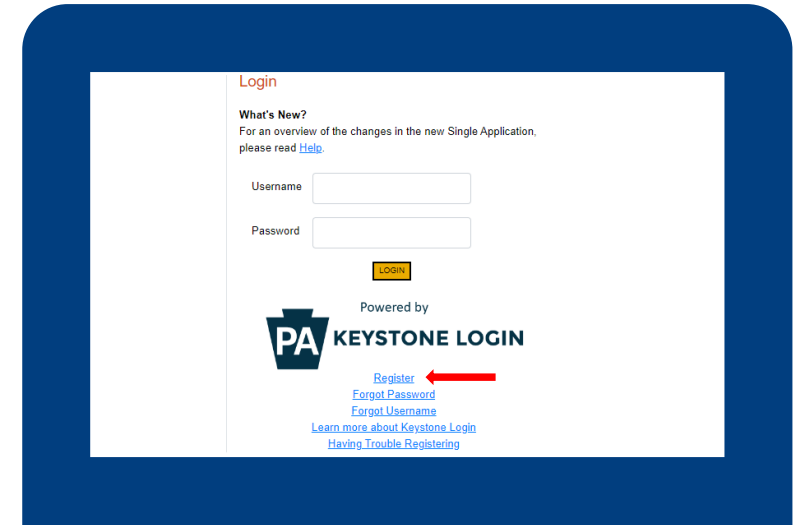 Login
What's New?
For an overview of the changes in the new Single Application,
please read Help.
Username
Password
LOGIN
Powered by
PA KEYSTONE LOGIN
Register
Forgot Password
Forgot Username
Learn more about Keystone Login
Having Trouble Registering